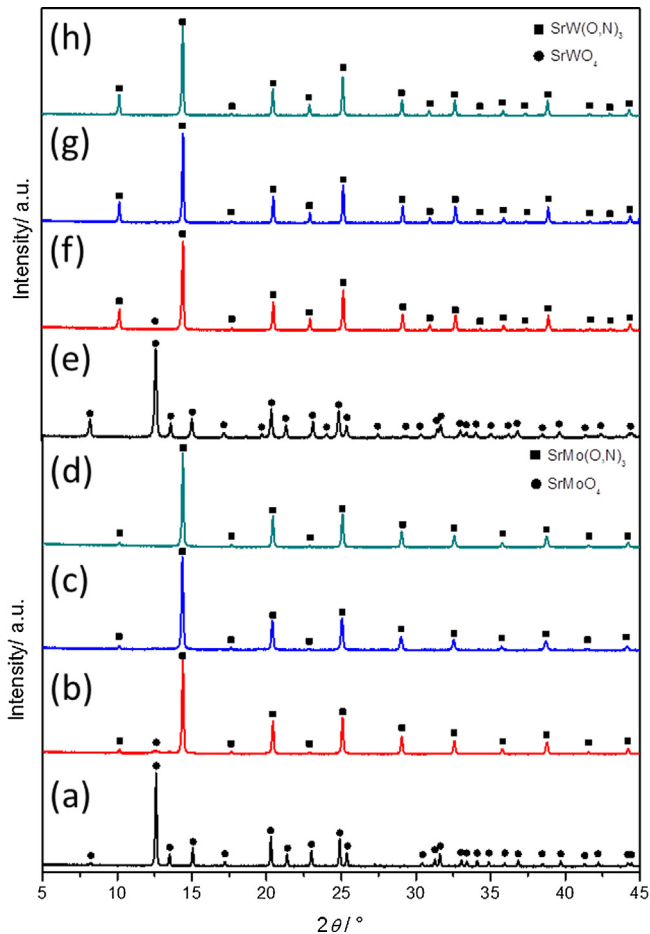 (h)
■ SrW(O,N)₃
● SrWO₄
(g)
(f)
(e)
Intensity/ a.u.
(d)
■ SrMo(O,N)₃
● SrMoO₄
(c)
(b)
(a)
Intensity/ a.u.
5 10 15 20 25 30 35 40 45
2θ/ °